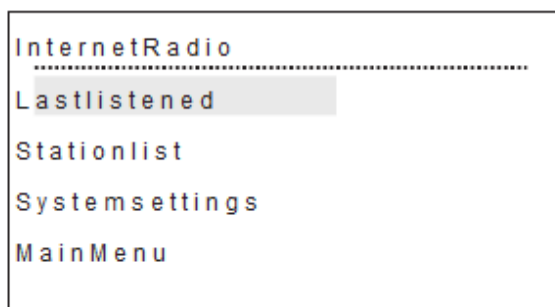 InternetRadio
Lastlistened
Stationlist
Systemsettings
MainMenu